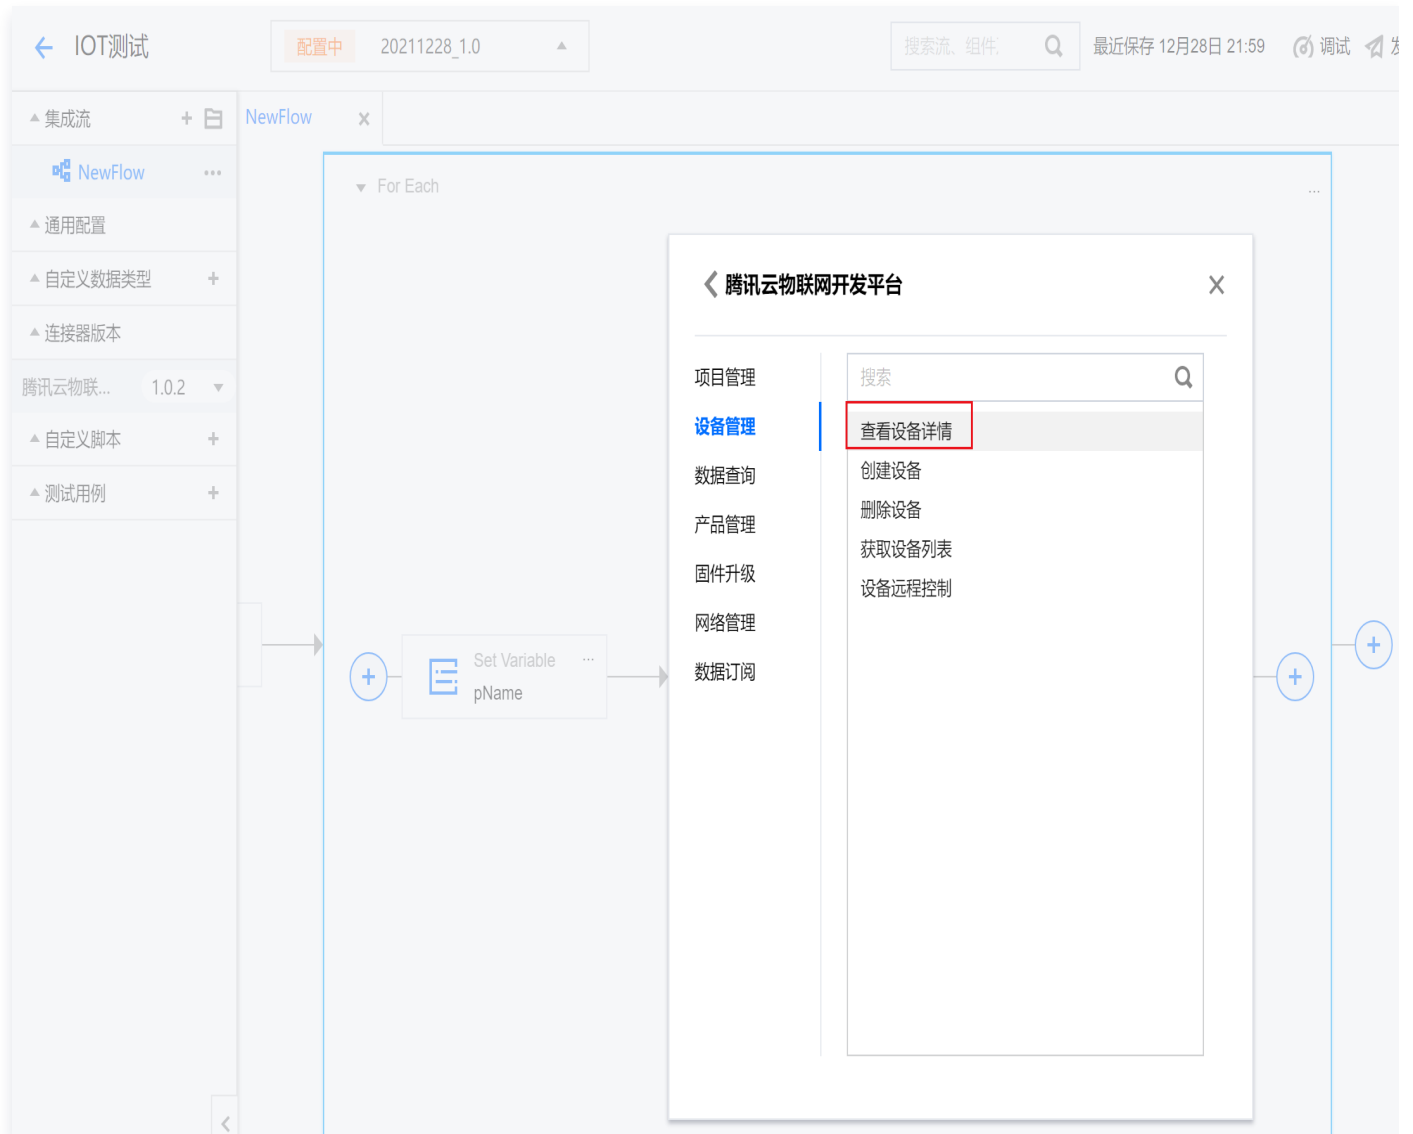 IOT测试
配置中 20211228_1.0
搜索流、组件
最近保存 12月28日 21:59
调试
集成流
NewFlow
NewFlow
通用配置
自定义数据类型
连接器版本
腾讯云物联... 1.0.2
自定义脚本
测试用例
For Each
...
Set Variable ...
pName
腾讯云物联网开发平台
项目管理
设备管理
数据查询
产品管理
固件升级
网络管理
数据订阅
搜索
查看设备详情
创建设备
删除设备
获取设备列表
设备远程控制